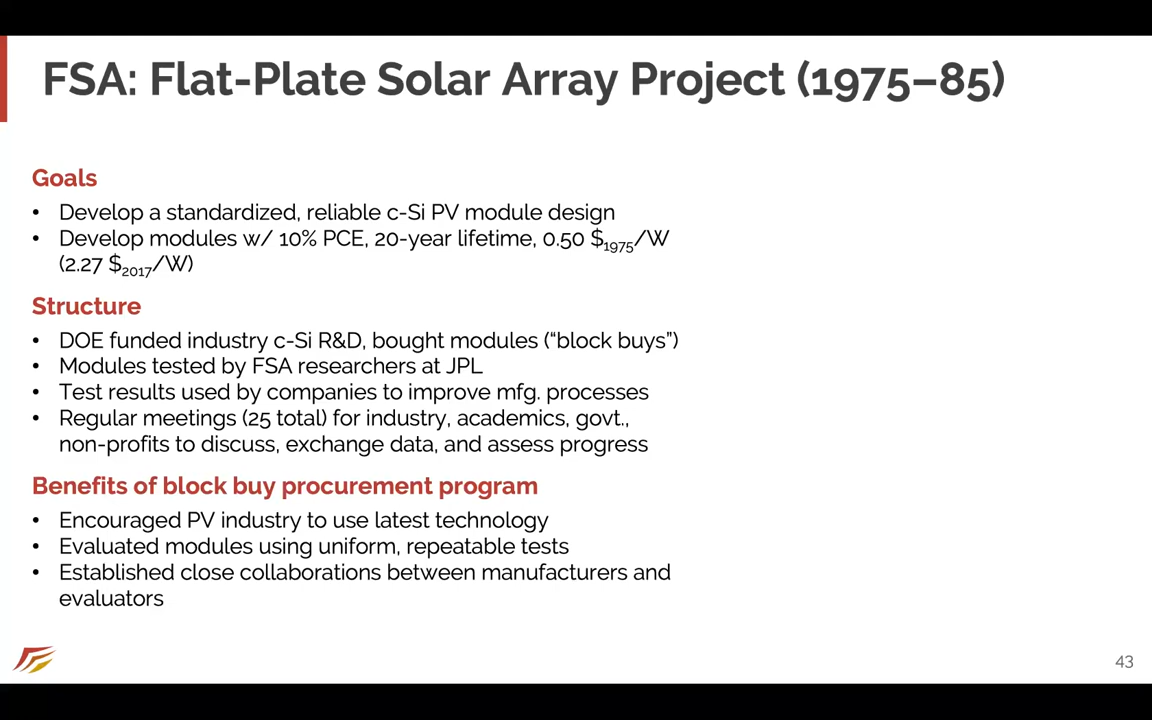 FSA: Flat-Plate Solar Array Project (1975–85)
Goals
• Develop a standardized, reliable c-Si PV module design
• Develop modules w/ 10% PCE, 20-year lifetime, 0.50 $1975/W
(2.27 $2017/W)
Structure
• DOE funded industry c-Si R&D, bought modules (“block buys”)
• Modules tested by FSA researchers at JPL
• Test results used by companies to improve mfg. processes
• Regular meetings (25 total) for industry, academics, govt.,
non-profits to discuss, exchange data, and assess progress
Benefits of block buy procurement program
• Encouraged PV industry to use latest technology
• Evaluated modules using uniform, repeatable tests
• Established close collaborations between manufacturers and
evaluators
43